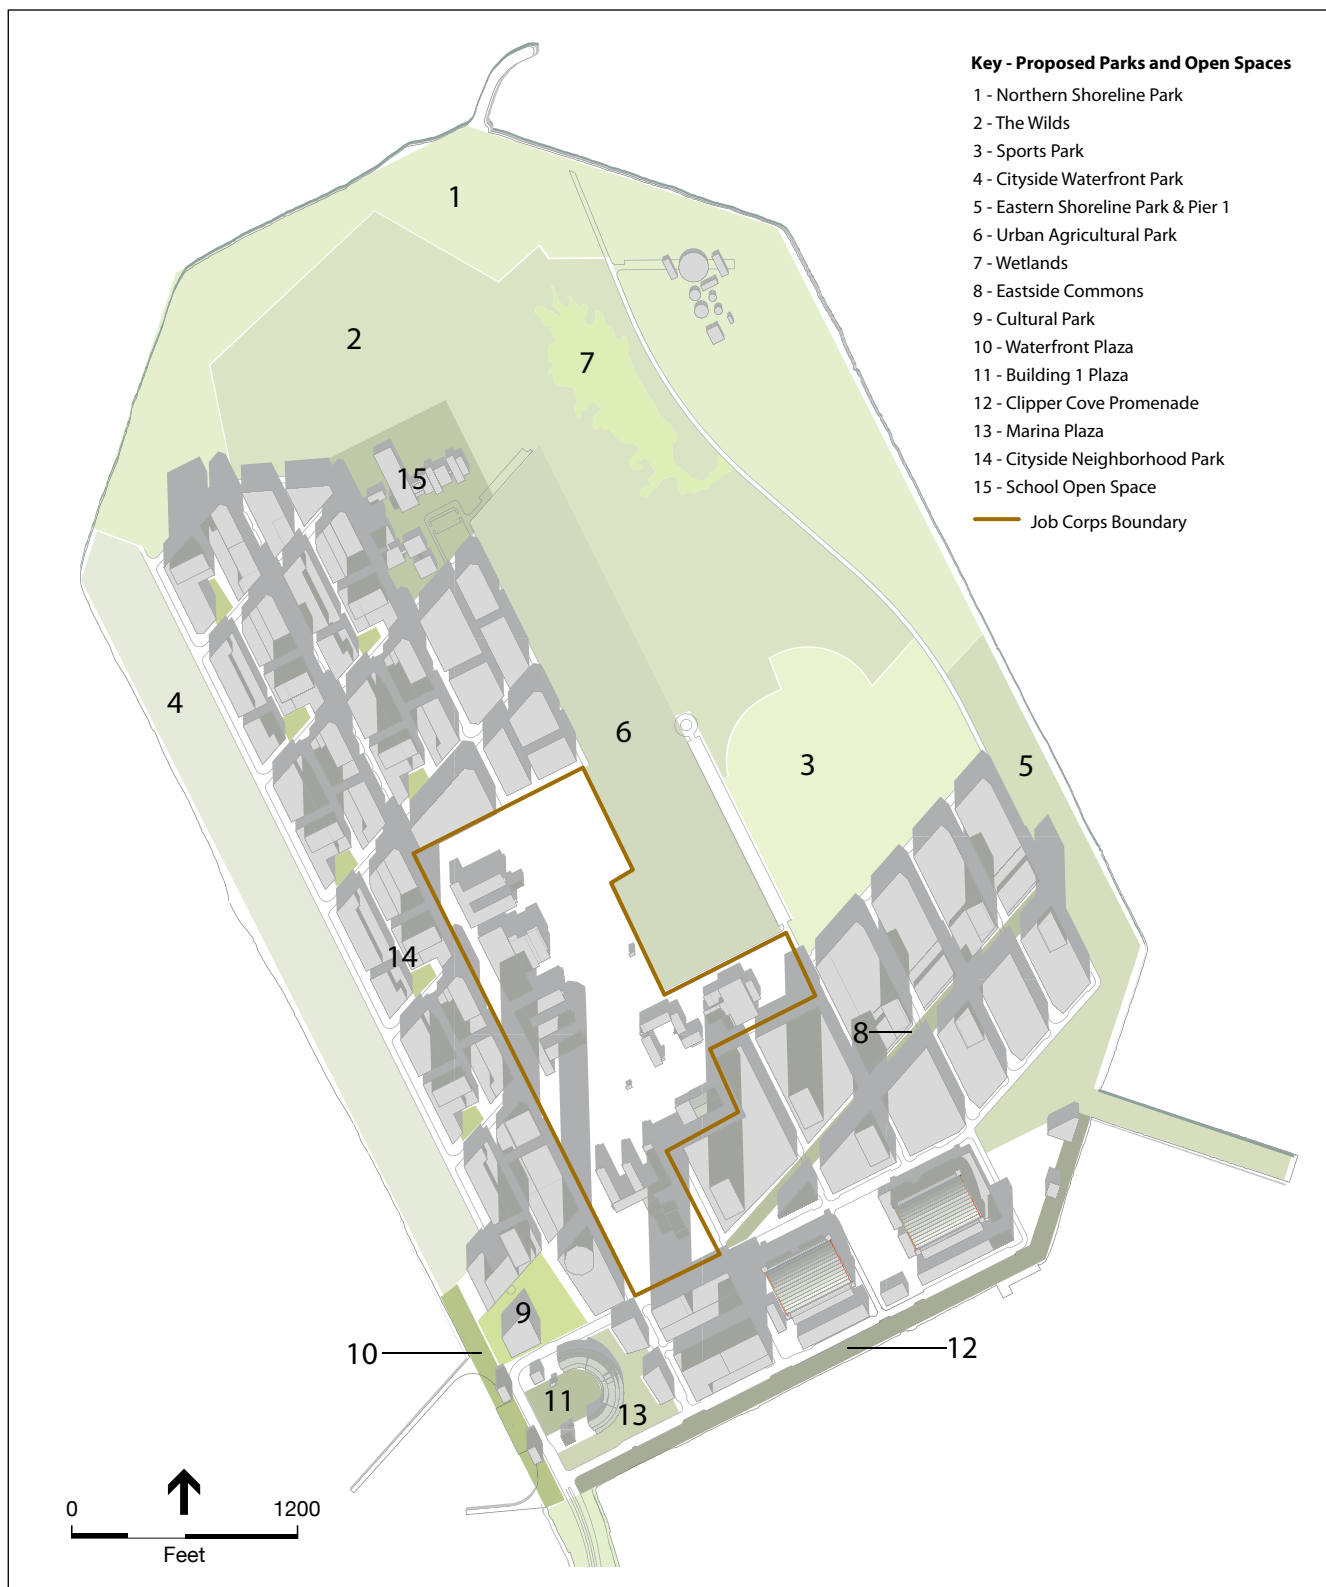 Key - Proposed Parks and Open Spaces
1 - Northern Shoreline Park
2 - The Wilds
3 - Sports Park
4 - Cityside Waterfront Park
5 - Eastern Shoreline Park & Pier 1
6 - Urban Agricultural Park
7 - Wetlands
8 - Eastside Commons
9 - Cultural Park
10 - Waterfront Plaza
11 - Building 1 Plaza
12 - Clipper Cove Promenade
13 - Marina Plaza
14 - Cityside Neighborhood Park
15 - School Open Space
Job Corps Boundary
1
2
7
15
4
6
3
5
14
8
9
10
12
11
13
0 1200
Feet